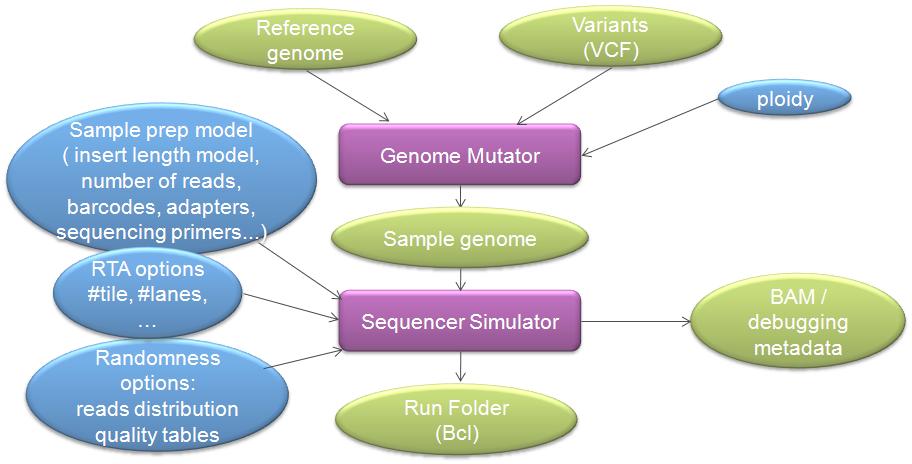 Reference
genome
Variants
(VCF)
ploidy
Sample prep model
( insert length model,
number of reads,
barcodes, adapters,
sequencing primers...)
Genome Mutator
Sample genome
RTA options
#tile, #lanes,
...
Sequencer Simulator
BAM /
debugging
metadata
Randomness
options:
reads distribution
quality tables
Run Folder
(Bcl)